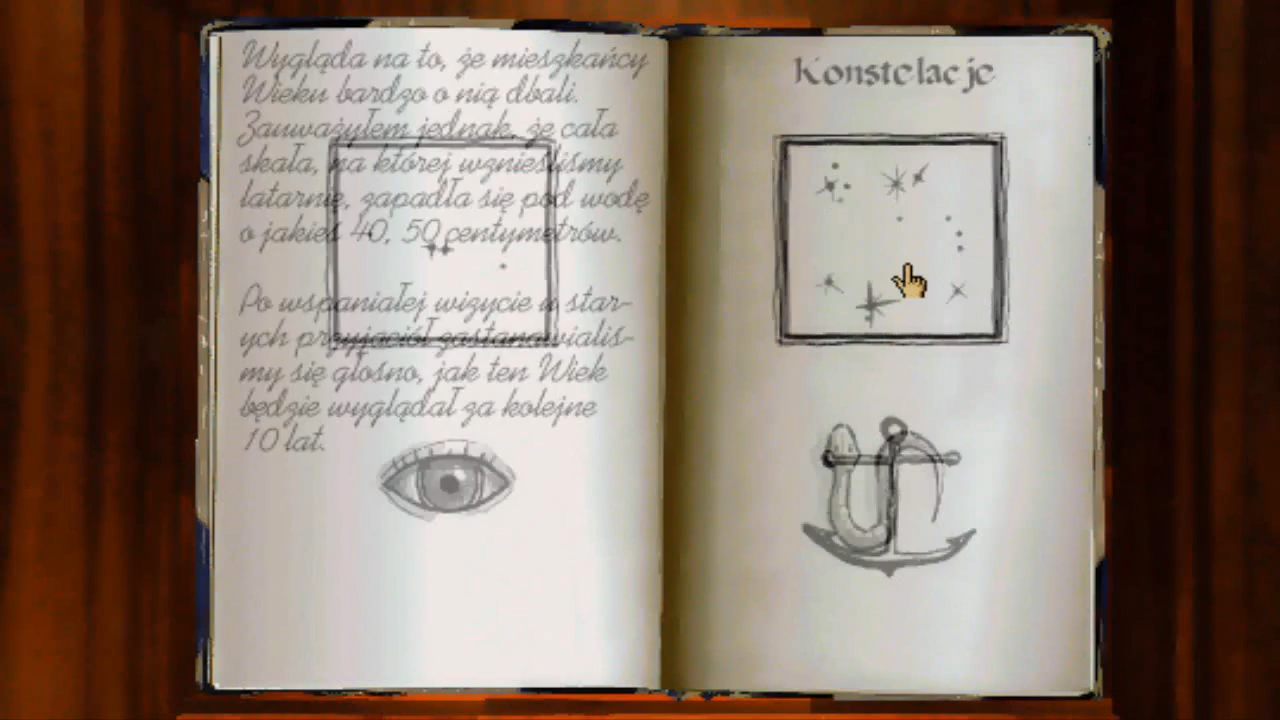 Wygląda na to, że mieszkańcy
Wieku bardzo o nią dbali.
Zauważyłem jednak, że cała
skała, na której wznieśliśmy
latarnię, zapadła się pod wodę
o jakieś 40, 50 centymetrów.
Po wspaniałej wizycie u star-
ych przyjaciół zastanawialiś-
my się głośno, jak ten Wiek
będzie wyglądał za kolejne
10 lat.
Konstelacje